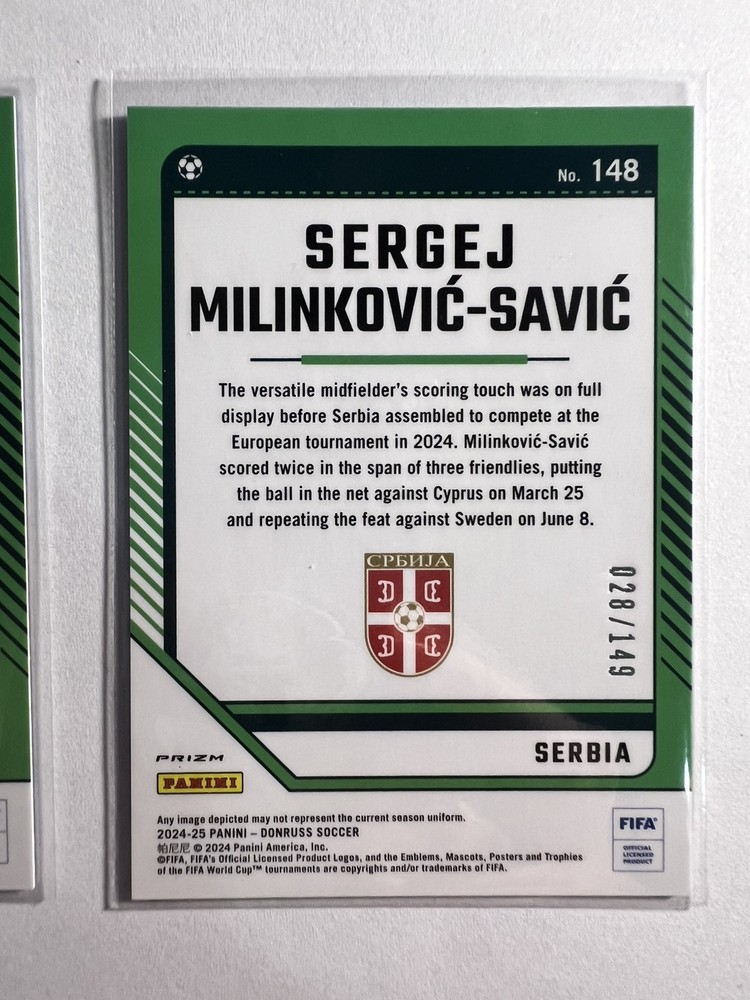 No. 148
SERGEJ
MILINKOVIĆ-SAVIĆ
The versatile midfielder's scoring touch was on full
display before Serbia assembled to compete at the
European tournament in 2024. Milinković-Savić
scored twice in the span of three friendlies, putting
the ball in the net against Cyprus on March 25
and repeating the feat against Sweden on June 8.
СРБИЈА
028/149
SERBIA
PRIZM
PANINI
Any image depicted may not represent the current season uniform.
2024-25 PANINI – DONRUSS SOCCER
帕尼尼 © 2024 Panini America, Inc.
©FIFA, FIFA's Official Licensed Product Logos, and the Emblems, Mascots, Posters and Trophies
of the FIFA World Cup™ tournaments are copyrights and/or trademarks of FIFA.
FIFA®
OFFICIAL
LICENSED
PRODUCT